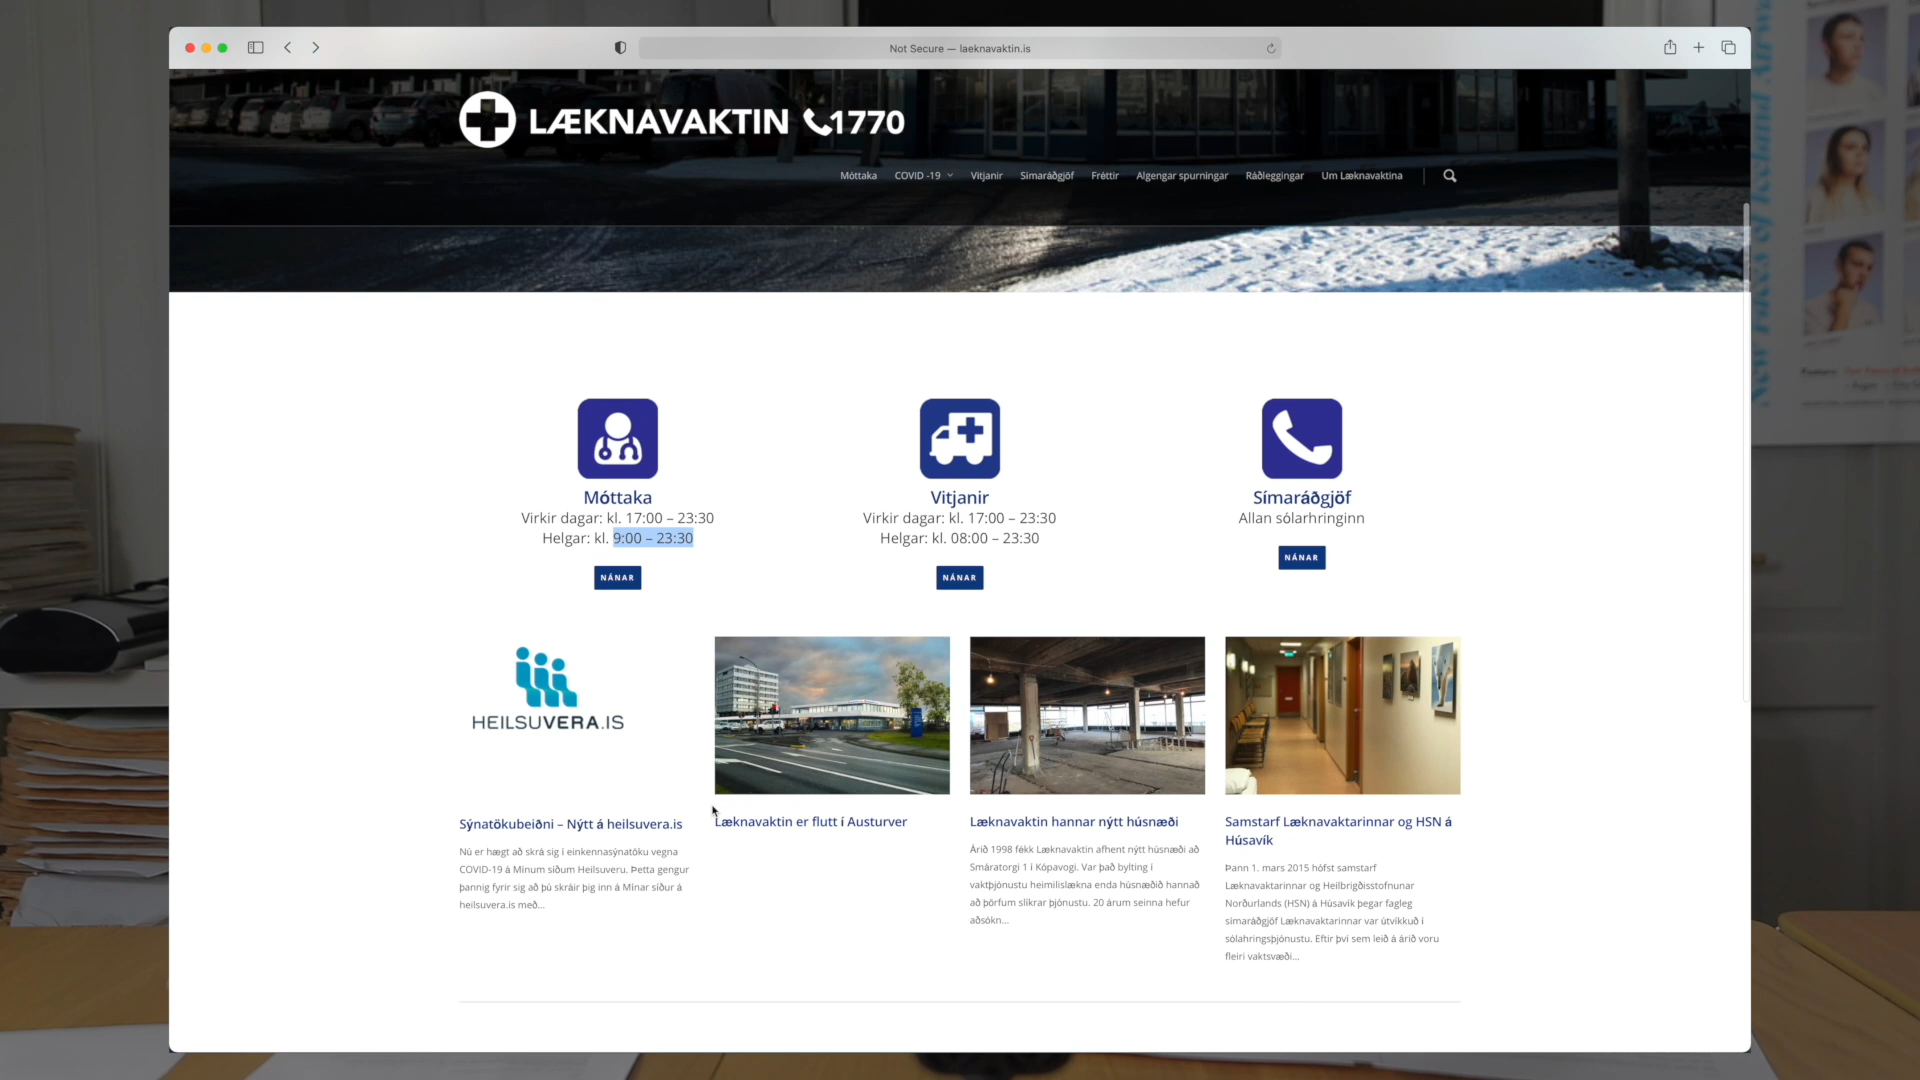 Not Secure — laeknavaktin.is
LÆKNAVAKTIN 1770
Móttaka COVID -19 Vitjanir Símaráðgjöf Fréttir Algengar spurningar Ráðleggingar Um Læknavaktina
Móttaka
Virkir dagar: kl. 17:00 – 23:30
Helgar: kl. 9:00 – 23:30
NÁNAR
Vitjanir
Virkir dagar: kl. 17:00 – 23:30
Helgar: kl. 08:00 – 23:30
NÁNAR
Símaráðgjöf
Allan sólarhringinn
NÁNAR
HEILSUVERA.IS
Sýnatökubeiðni – Nýtt á heilsuvera.is
Nú er hægt að skrá sig í einkennasýnatöku vegna
COVID-19 á Mínum síðum Heilsuveru. Þetta gengur
þannig fyrir sig að þú skráir þig inn á Mínar síður á
heilsuvera.is með...
Læknavaktin er flutt í Austurver
Læknavaktin hannar nýtt húsnæði
Árið 1998 fékk Læknavaktin afhent nýtt húsnæði að
Smáratorgi 1 í Kópavogi. Var það bylting í
vaktþjónustu heimilislækna enda húsnæðið hannað
að þörfum slíkrar þjónustu. 20 árum seinna hefur
aðsókn...
Samstarf Læknavaktarinnar og HSN á
Húsavík
Þann 1. mars 2015 hófst samstarf
Læknavaktarinnar og Heilbrigðisstofnunar
Norðurlands (HSN) á Húsavík þegar fagleg
símaráðgjöf Læknavaktarinnar var útvíkkuð í
sólahringsþjónustu. Eftir því sem leið á árið voru
fleiri vaktsvæði...